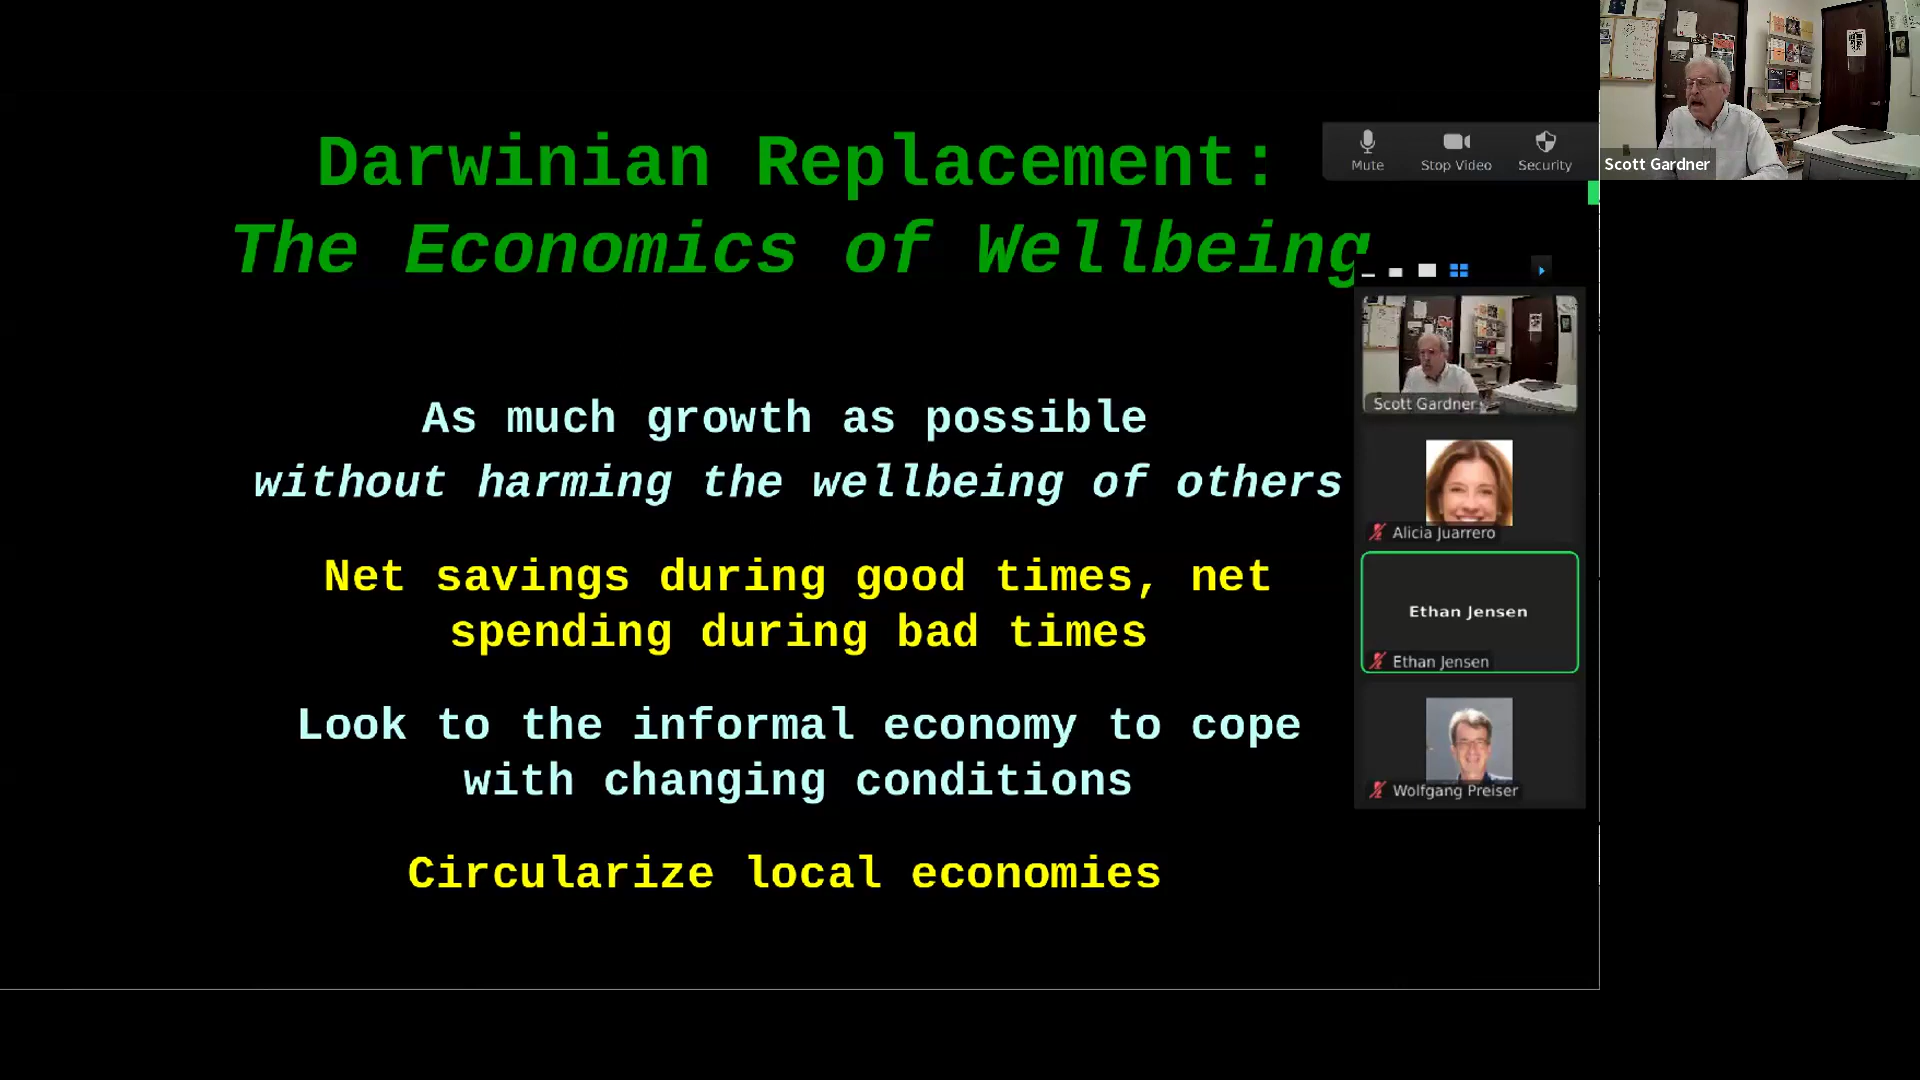 Darwinian Replacement:
The Economics of Wellbeing
As much growth as possible
without harming the wellbeing of others
Net savings during good times, net
spending during bad times
Look to the informal economy to cope
with changing conditions
Circularize local economies
Mute Stop Video Security
Scott Gardner
Scott Gardner
Alicia Juarrero
Ethan Jensen
Ethan Jensen
Wolfgang Preiser